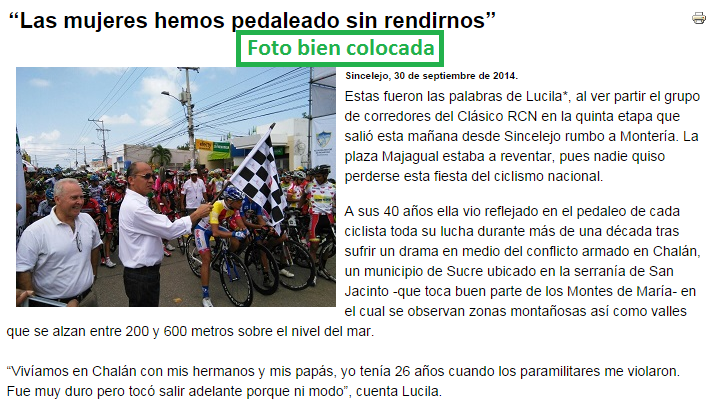 “Las mujeres hemos pedaleado sin rendirnos”
Foto bien colocada
Sincelejo, 30 de septiembre de 2014.
Estas fueron las palabras de Lucila*, al ver partir el grupo
de corredores del Clásico RCN en la quinta etapa que
salió esta mañana desde Sincelejo rumbo a Montería. La
plaza Majagual estaba a reventar, pues nadie quiso
perderse esta fiesta del ciclismo nacional.
A sus 40 años ella vio reflejado en el pedaleo de cada
ciclista toda su lucha durante más de una década tras
sufrir un drama en medio del conflicto armado en Chalán,
un municipio de Sucre ubicado en la serranía de San
Jacinto -que toca buen parte de los Montes de María- en
el cual se observan zonas montañosas así como valles
que se alzan entre 200 y 600 metros sobre el nivel del mar.
“Vivíamos en Chalán con mis hermanos y mis papás, yo tenía 26 años cuando los paramilitares me violaron.
Fue muy duro pero tocó salir adelante porque ni modo”, cuenta Lucila.